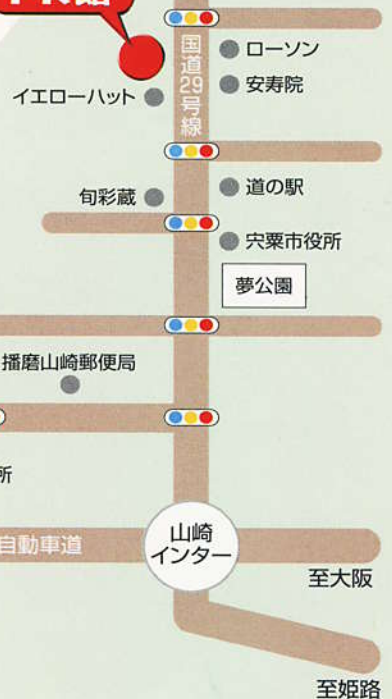 国道29号線
ローソン
安寿院
イエローハット
道の駅
旬彩蔵
宍粟市役所
夢公園
播磨山崎郵便局
所
自動車道
山崎
インター
至大阪
至姫路